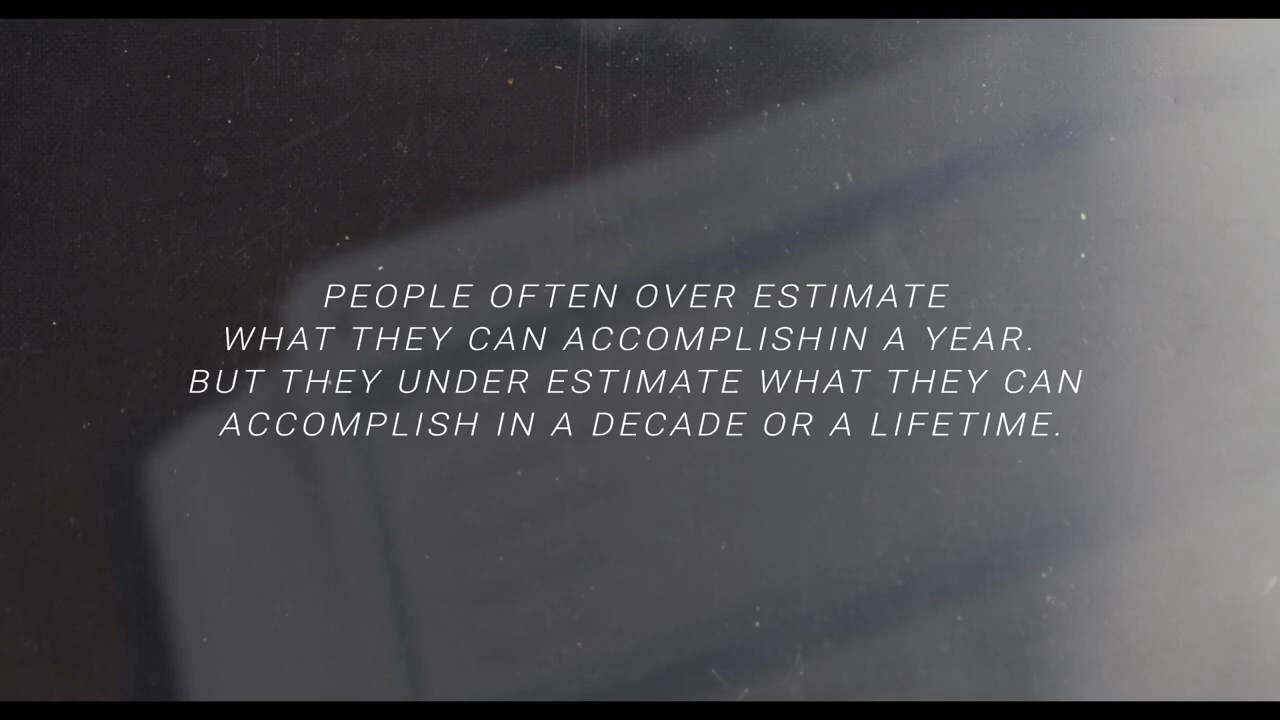 PEOPLE OFTEN OVER ESTIMATE
WHAT THEY CAN ACCOMPLISHIN A YEAR.
BUT THEY UNDER ESTIMATE WHAT THEY CAN
ACCOMPLISH IN A DECADE OR A LIFETIME.